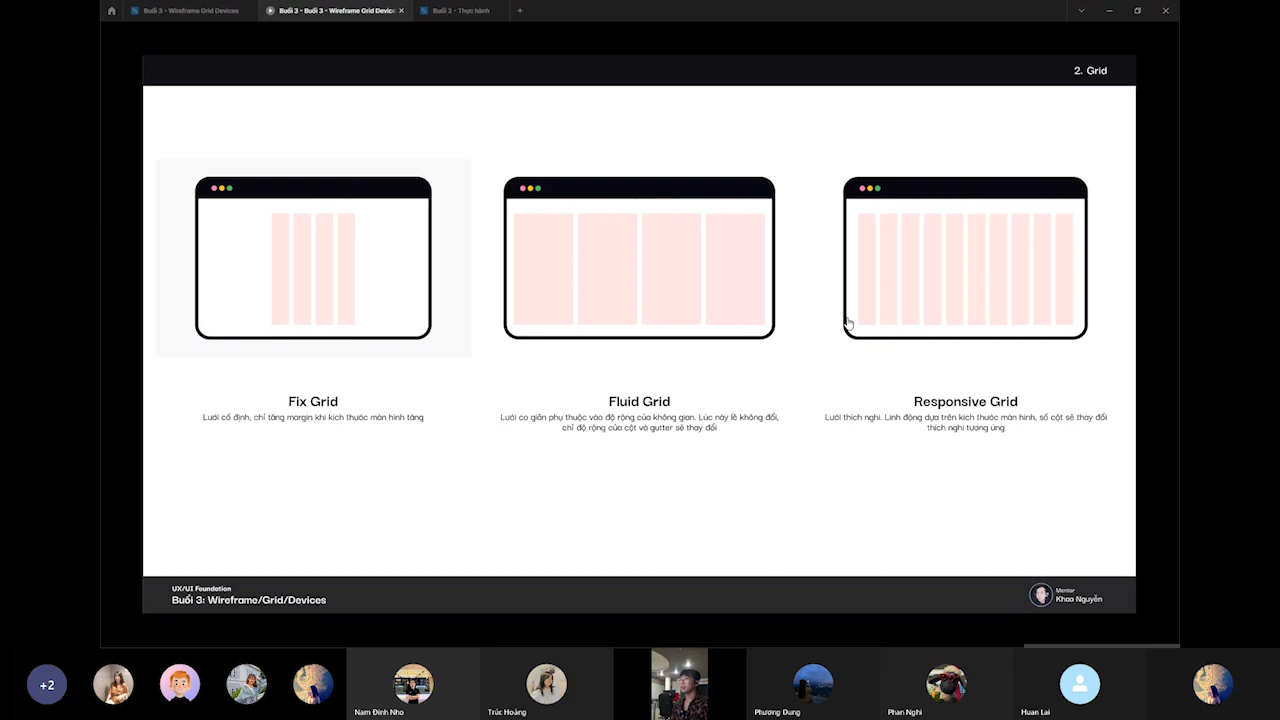 Buổi 3 - Wireframe Grid Devices
Buổi 3 - Buổi 3 - Wireframe Grid Devic
Buổi 3 - Thực hành
2. Grid
Fix Grid
Lưới cố định, chỉ tăng margin khi kích thước màn hình tăng
Fluid Grid
Lưới co giãn phụ thuộc vào độ rộng của không gian. Lúc này lề không đổi,
chỉ độ rộng của cột và gutter sẽ thay đổi
Responsive Grid
Lưới thích nghi. Linh động dựa trên kích thước màn hình, số cột sẽ thay đổi
thích nghi tương ứng
UX/UI Foundation
Buổi 3: Wireframe/Grid/Devices
Mentor
Khoa Nguyễn
+2
Nam Đinh Nho
Trúc Hoàng
Phương Dung
Phan Nghi
Huan Lai